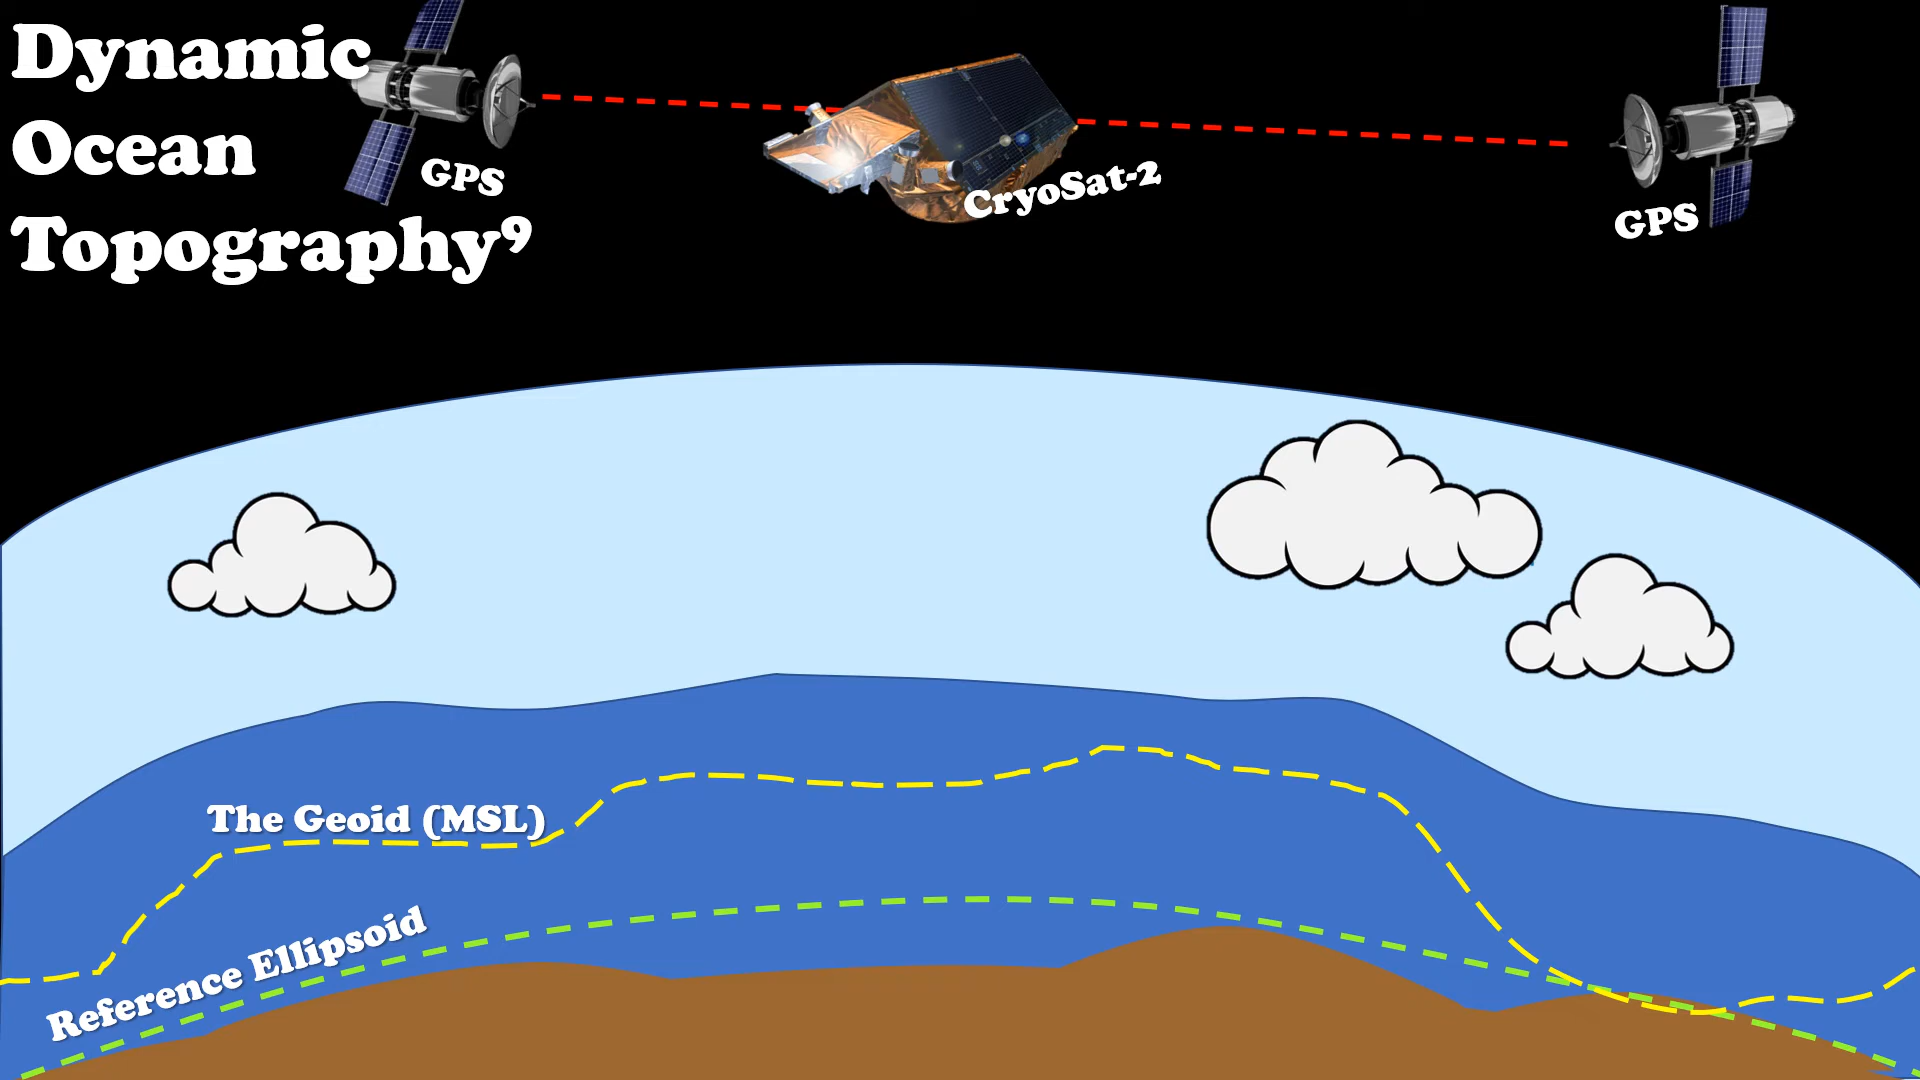 Dynamic
Ocean
Topography⁹
GPS
CryoSat-2
GPS
The Geoid (MSL)
Reference Ellipsoid